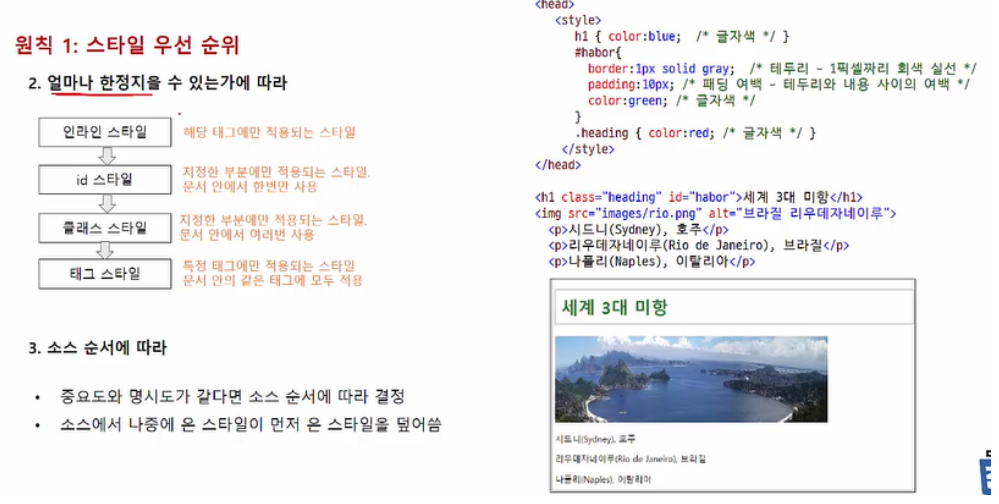 원칙 1: 스타일 우선 순위
2. 얼마나 한정지을 수 있는가에 따라
인라인 스타일
해당 태그에만 적용되는 스타일
id 스타일
지정한 부분에만 적용되는 스타일.
문서 안에서 한번만 사용
클래스 스타일
지정한 부분에만 적용되는 스타일.
문서 안에서 여러번 사용
태그 스타일
특정 태그에만 적용되는 스타일
문서 안의 같은 태그에 모두 적용
3. 소스 순서에 따라
• 중요도와 명시도가 같다면 소스 순서에 따라 결정
• 소스에서 나중에 온 스타일이 먼저 온 스타일을 덮어씀
<head>
<style>
h1 { color:blue; /* 글자색 */ }
#habor{
border:1px solid gray; /* 테두리 - 1픽셀짜리 회색 실선 */
padding:10px; /* 패딩 여백 - 테두리와 내용 사이의 여백 */
color:green; /* 글자색 */
}
.heading { color:red; /* 글자색 */ }
</style>
</head>
<h1 class="heading" id="habor">세계 3대 미항</h1>
<img src="images/rio.png" alt="브라질 리우데자네이루">
<p>시드니(Sydney), 호주</p>
<p>리우데자네이루(Rio de Janeiro), 브라질</p>
<p>나폴리(Naples), 이탈리아</p>
세계 3대 미항
시드니(Sydney), 호주
리우데자네이루(Rio de Janeiro), 브라질
나폴리(Naples), 이탈리아